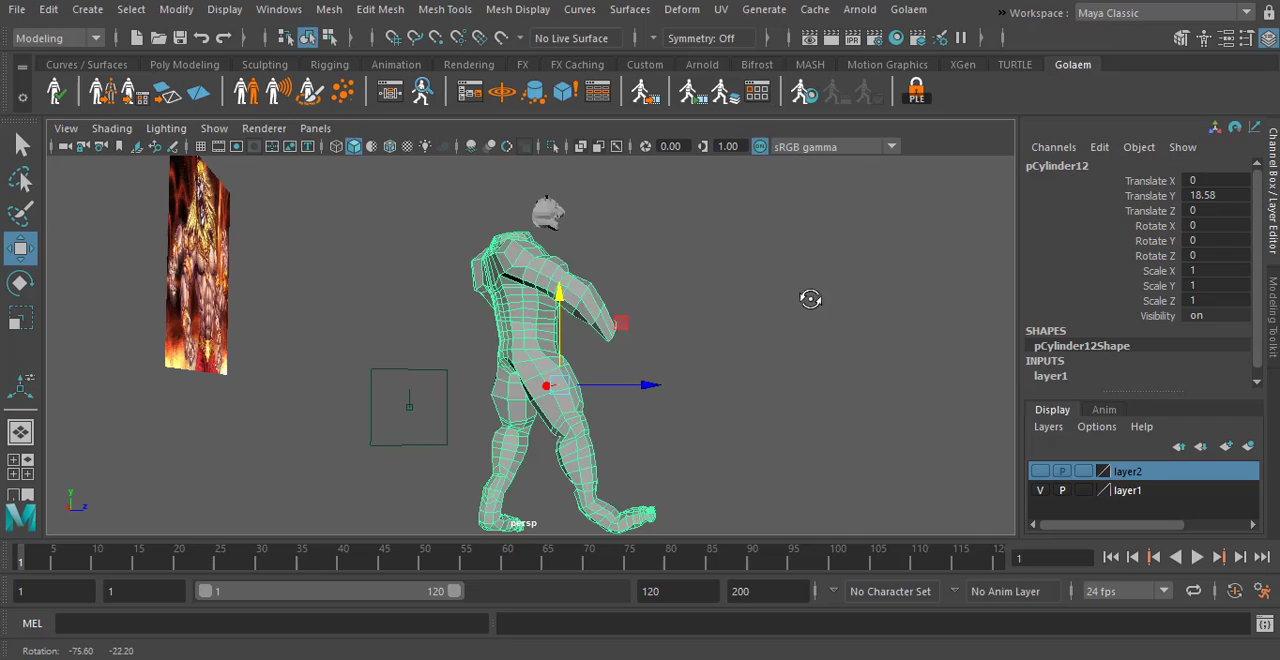 File Edit Create Select Modify Display Windows Mesh Edit Mesh Mesh Tools Mesh Display Curves Surfaces Deform UV Generate Cache Arnold Golaem
Workspace : Maya Classic
Modeling
No Live Surface
Symmetry: Off
Curves / Surfaces Poly Modeling Sculpting Rigging Animation Rendering FX FX Caching Custom Arnold Bifrost MASH Motion Graphics XGen TURTLE Golaem
IPR
PLE
View Shading Lighting Show Renderer Panels
0.00 1.00 ON sRGB gamma
Channels Edit Object Show
pCylinder12
Translate X 0
Translate Y 18.58
Translate Z 0
Rotate X 0
Rotate Y 0
Rotate Z 0
Scale X 1
Scale Y 1
Scale Z 1
Visibility on
SHAPES
pCylinder12Shape
INPUTS
layer1
Channel Box / Layer Editor
Modeling Toolkit
Display Anim
Layers Options Help
P layer2
V P layer1
y
z
persp
5 10 15 20 25 30 35 40 45 50 55 60 65 70 75 80 85 90 95 100 105 110 115 12
1
1
1 1 1 120 120 200 No Character Set No Anim Layer 24 fps
MEL
Rotation: -75.60 -22.20